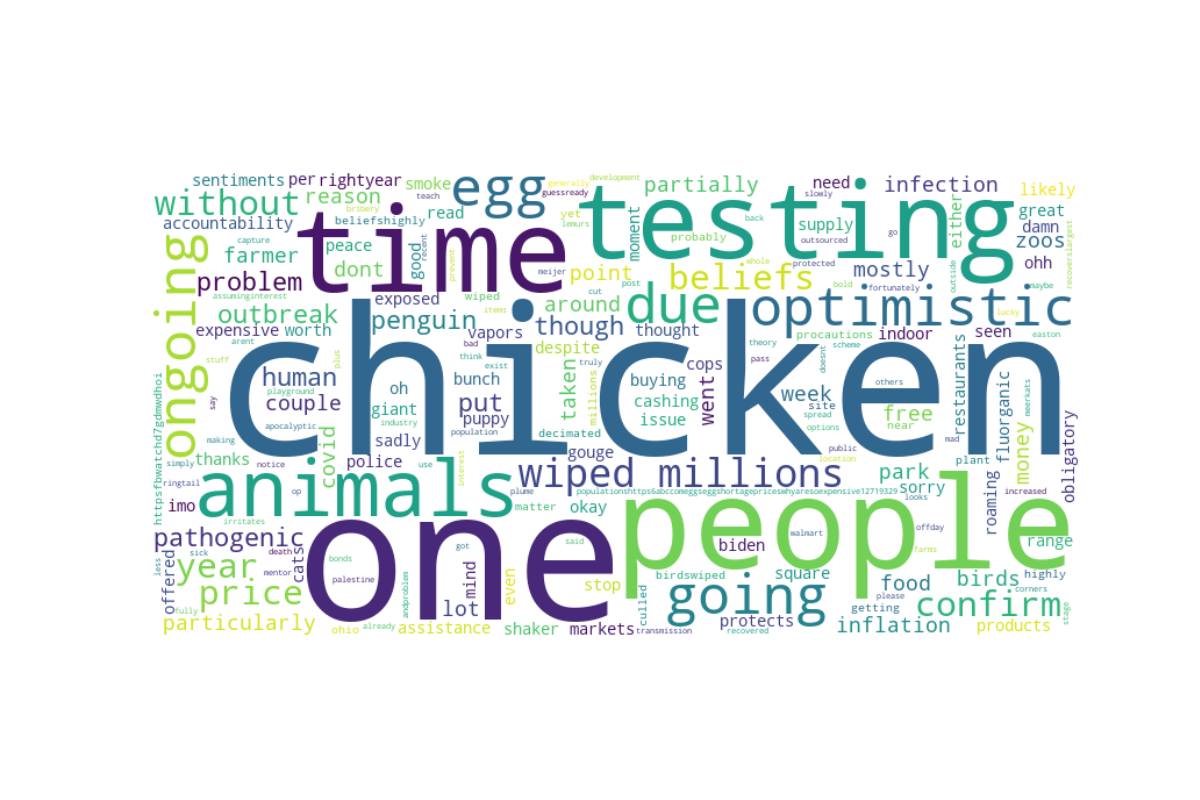 sentiments
per
rightyear
smoke
egg
guessready
generally
development
partially
need
infection
likely
without
reason
bribery
read
teach
slowly
great
accountability
beliefshighly
time
testing
moment
yet
lemurs
back
supply
either
damn
capture
peace
good
recent
probably
outsourced
go
zoos
recoverslargest
farmer
dont
prevent
meijer
point
whole
protected
mostly
ohh
problem
assuminginterest
post
beliefs
fortunately
outside
maybe
ongoing
exposed
wiped
items
cut
around
due
bold
optimistic
lucky
outbreak
penguin
expensive
worth
vapors
though
thought
procautions
indoor
seen
easton
arent
bad
despite
theory
scheme
stuff
plus
think
truly
exist
cops
pass
doesnt
chicken
human
oh
bunch
taken
millions
buying
week
others
restaurants
meerkats
say
playground
giant
put
cashing
went
site
free
couple
industry
puppy
issue
spread
options
near
fluorganic
apocalyptic
covid
sadly
population
decimated
public
mad
money
obligatory
making
notice
gouge
httpsfbwatchd7gdmwdhoi
simply
thanks
police
use
interest
wiped millions
location
park
plant
ringtail
op
animals
plume
populationshttps6abccomeggseggshortagepriceswhyaresoexpensive12719329
sorry
increased
imo
matter
okay
looks
roaming
irritates
one
people
offday
pathogenic
cats
got
said
walmart
range
biden
stop
farms
less
sick
death
year
bonds
birdswiped
square
food
birds
highly
offered
mentor
palestine
andproblem
mind
even
going
please
corners
price
culled
getting
confirm
fully
lot
protects
stage
particularly
ohio
already
assistance
shaker
markets
transmission
recovered
inflation
products